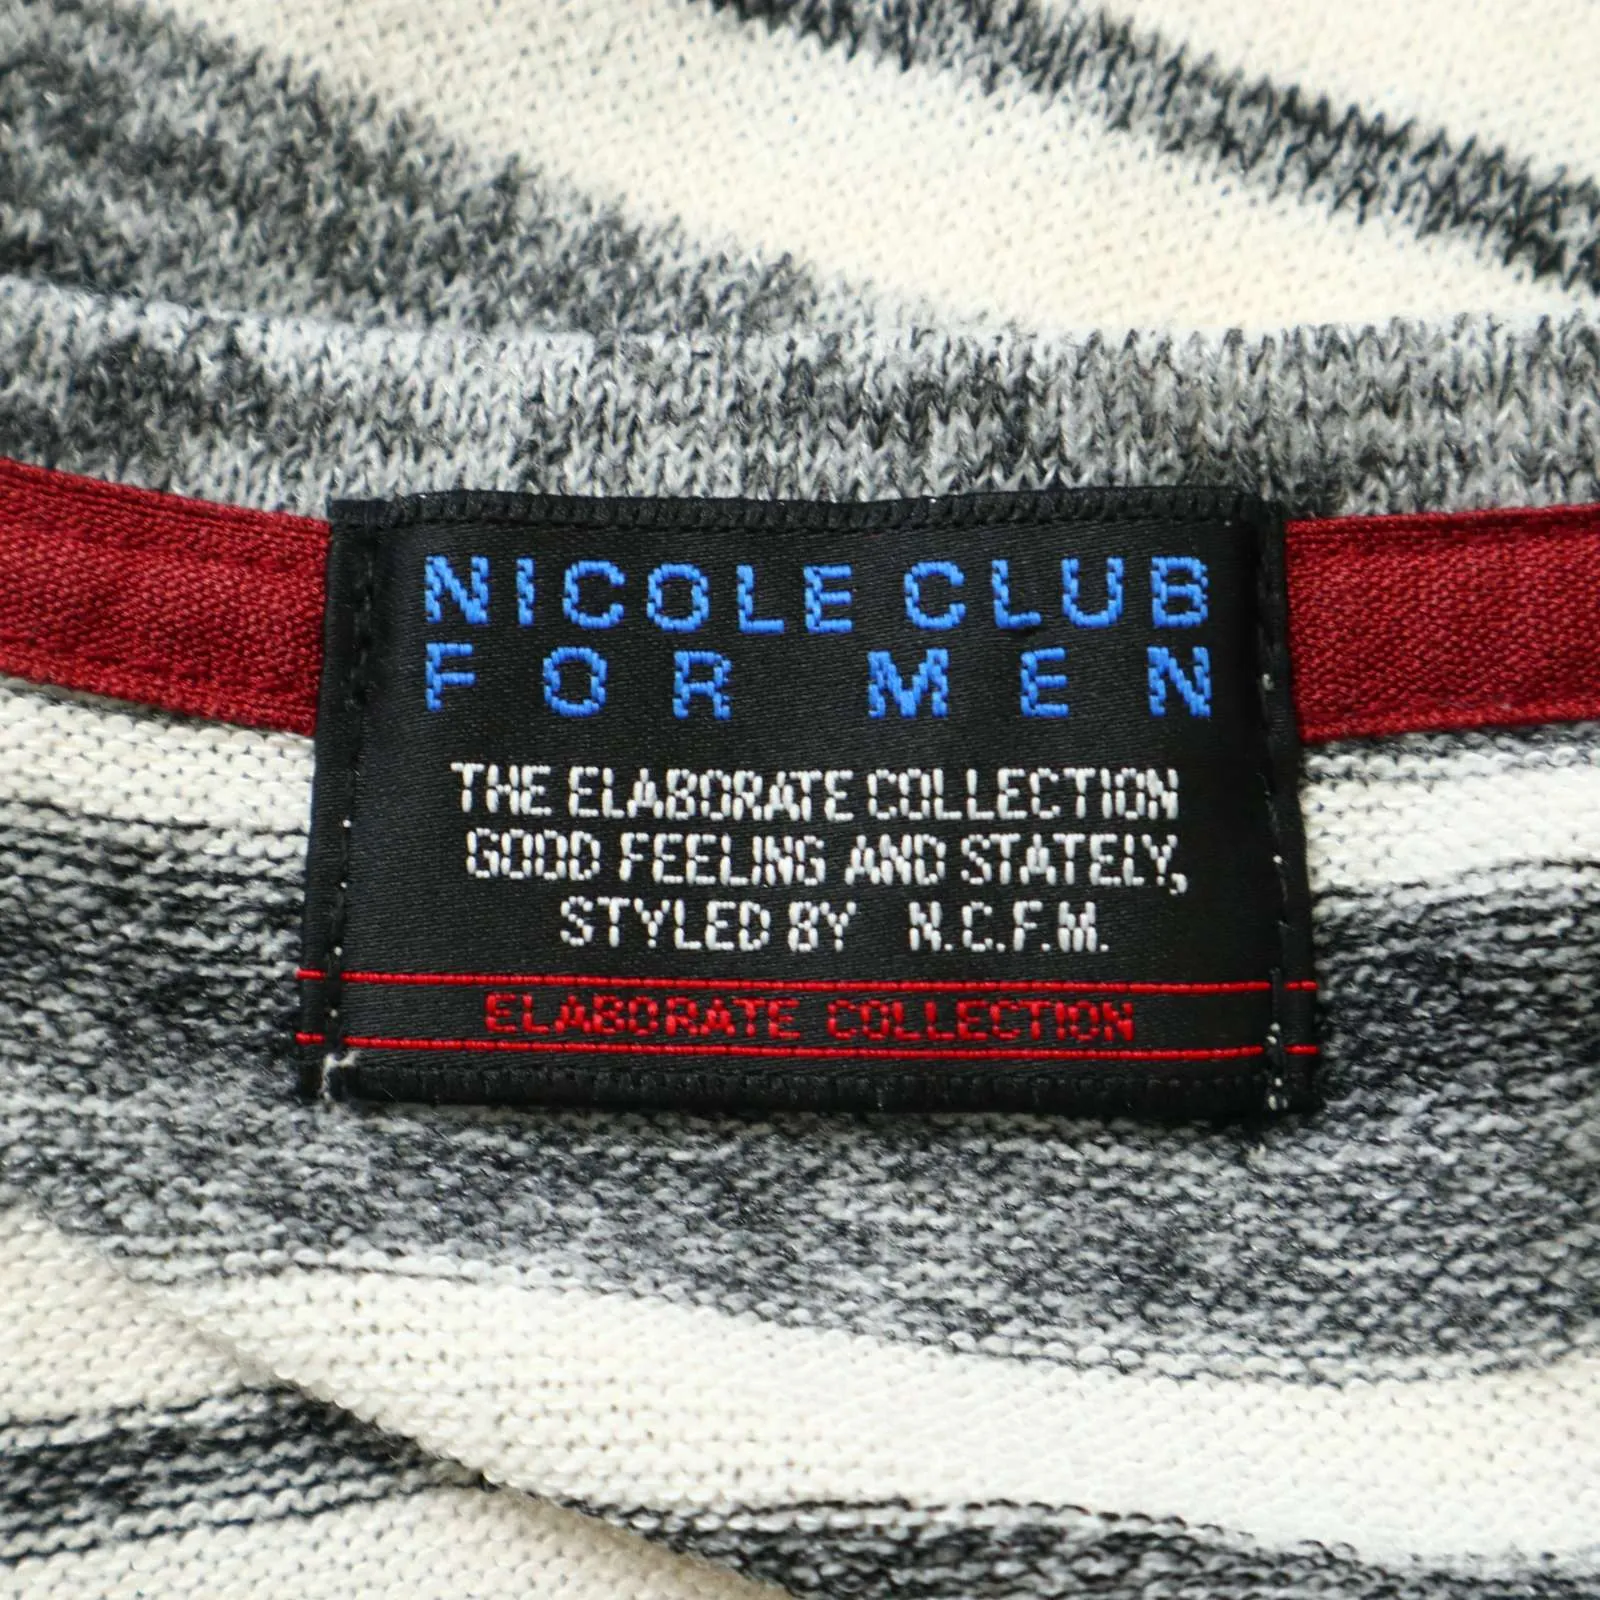 NICOLE CLUB
FOR MEN
THE ELABORATE COLLECTION
GOOD FEELING AND STATELY,
STYLED BY N.C.F.M.
ELABORATE COLLECTION